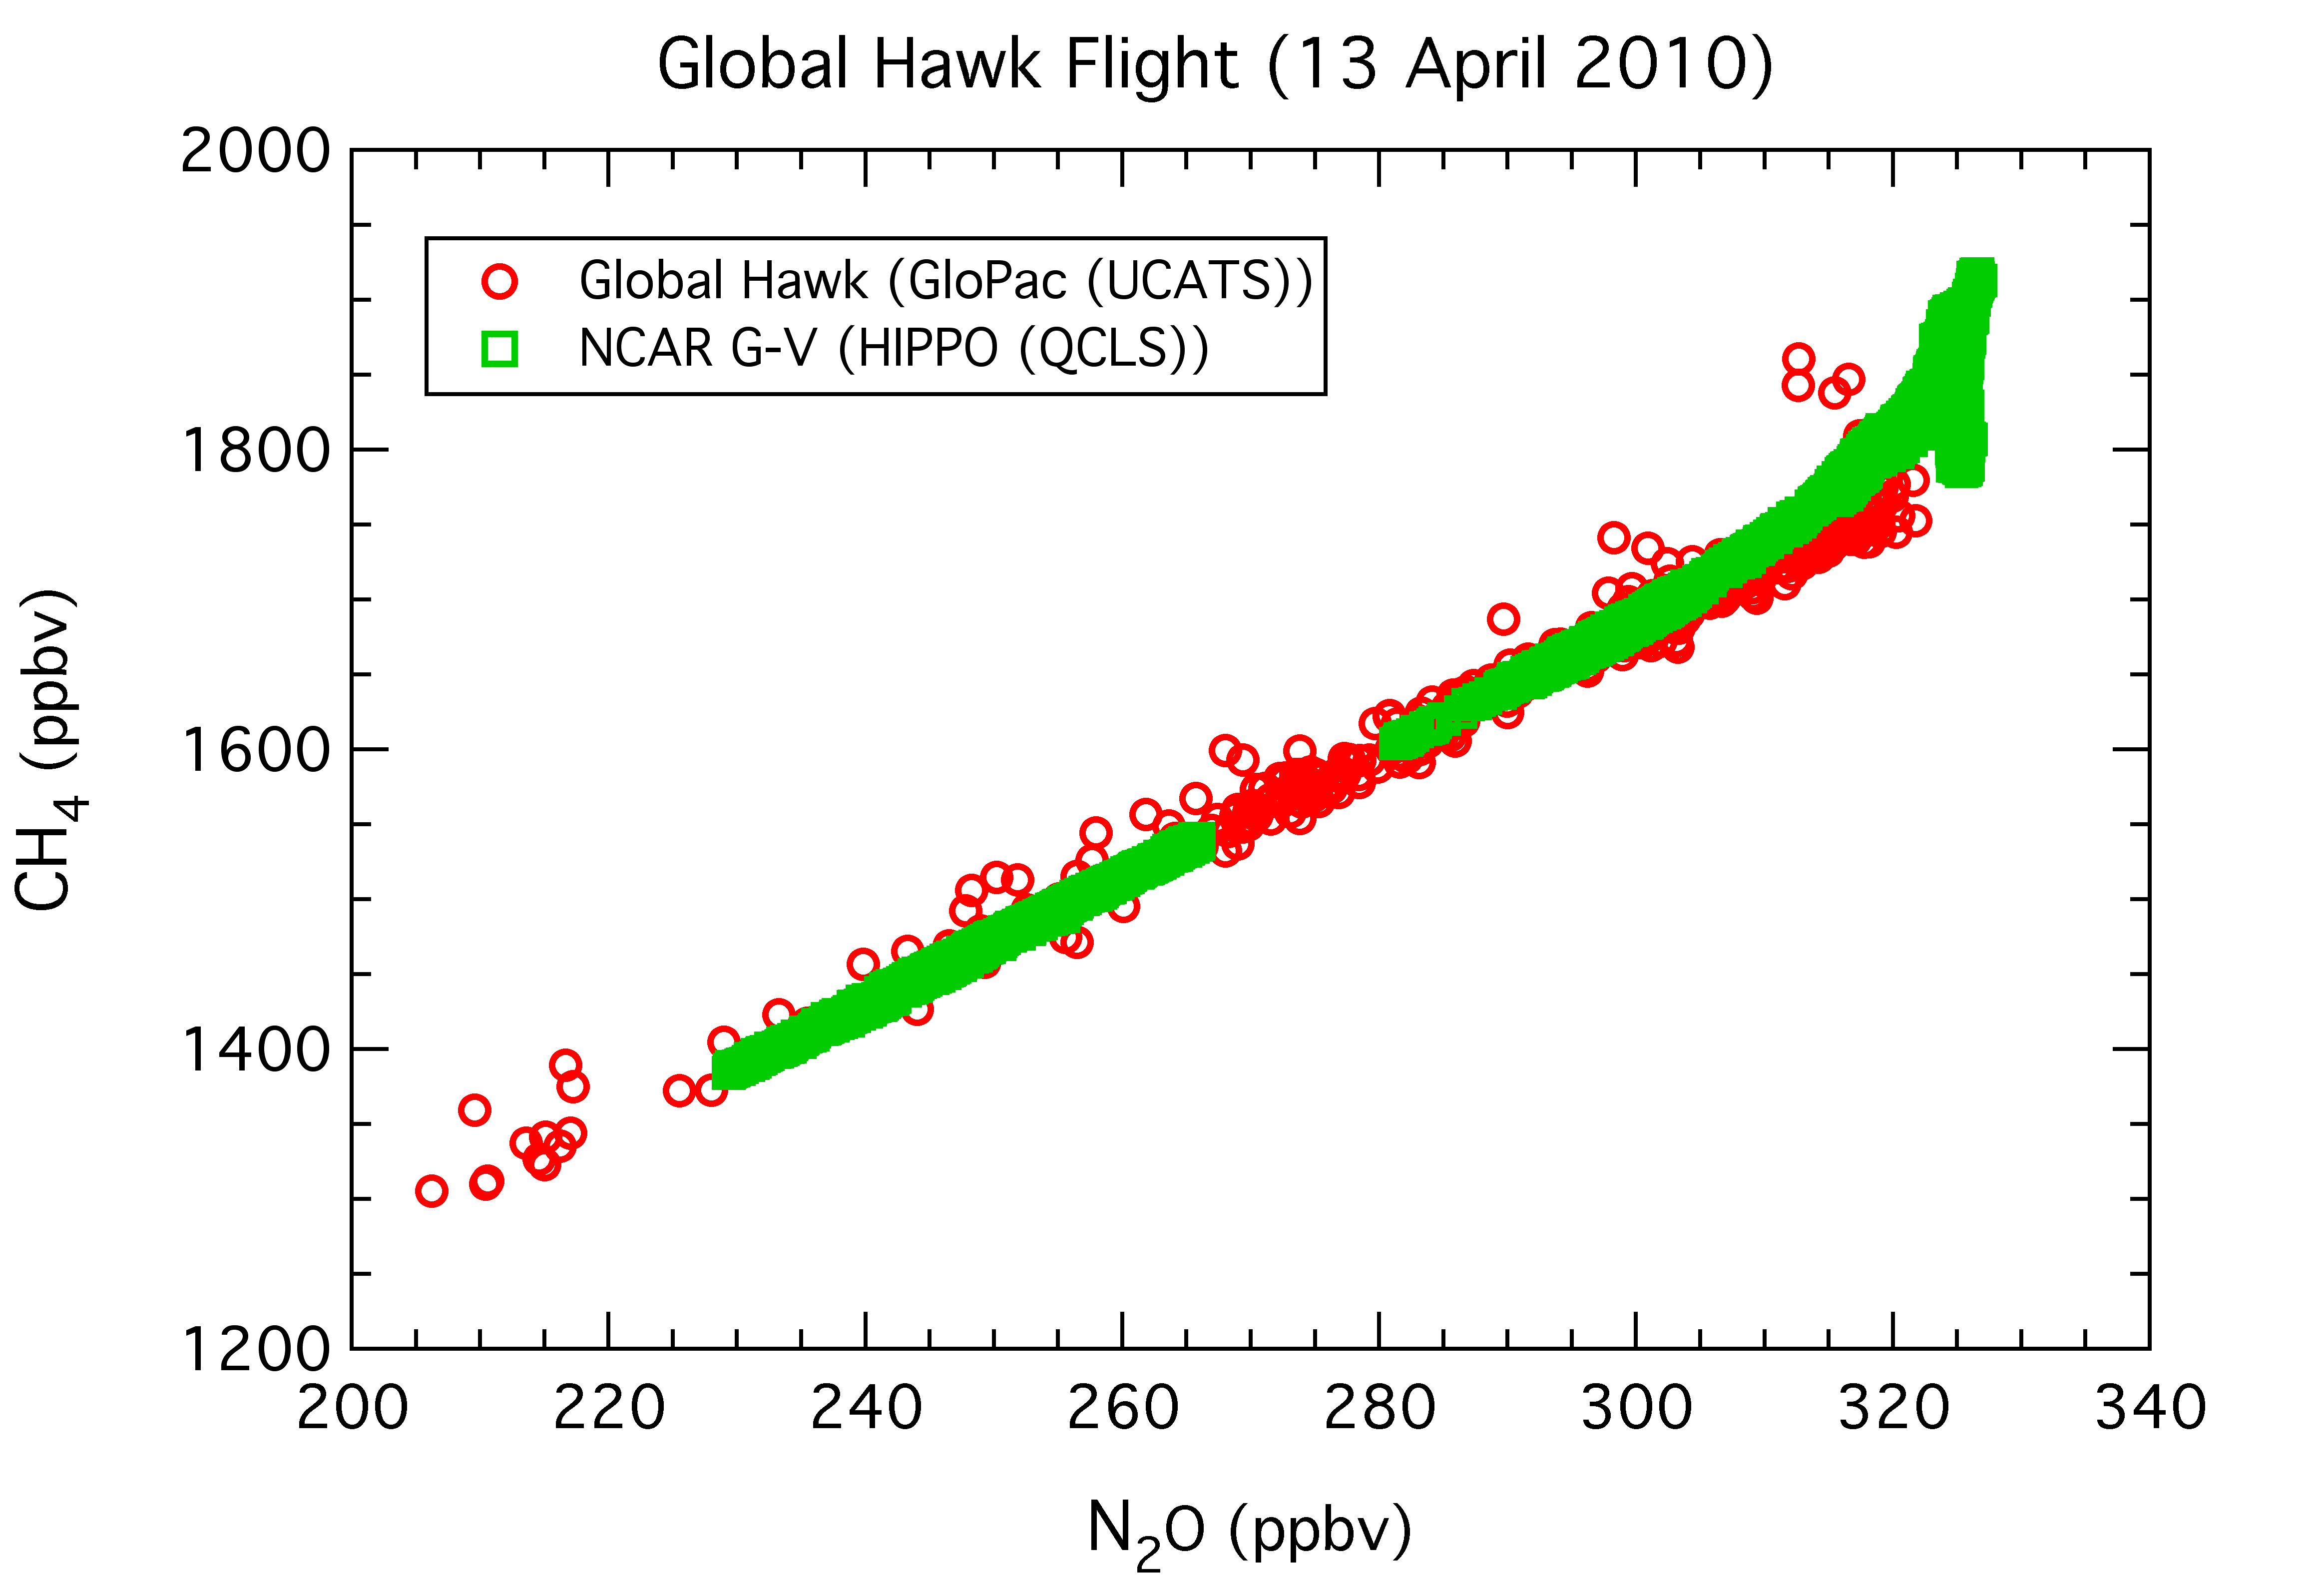 Global Hawk Flight (13 April 2010)
2000
Global Hawk (GloPac (UCATS))
NCAR G-V (HIPPO (QCLS))
1800
1600
1400
1200
CH4 (ppbv)
200 220 240 260 280 300 320 340
N2O (ppbv)